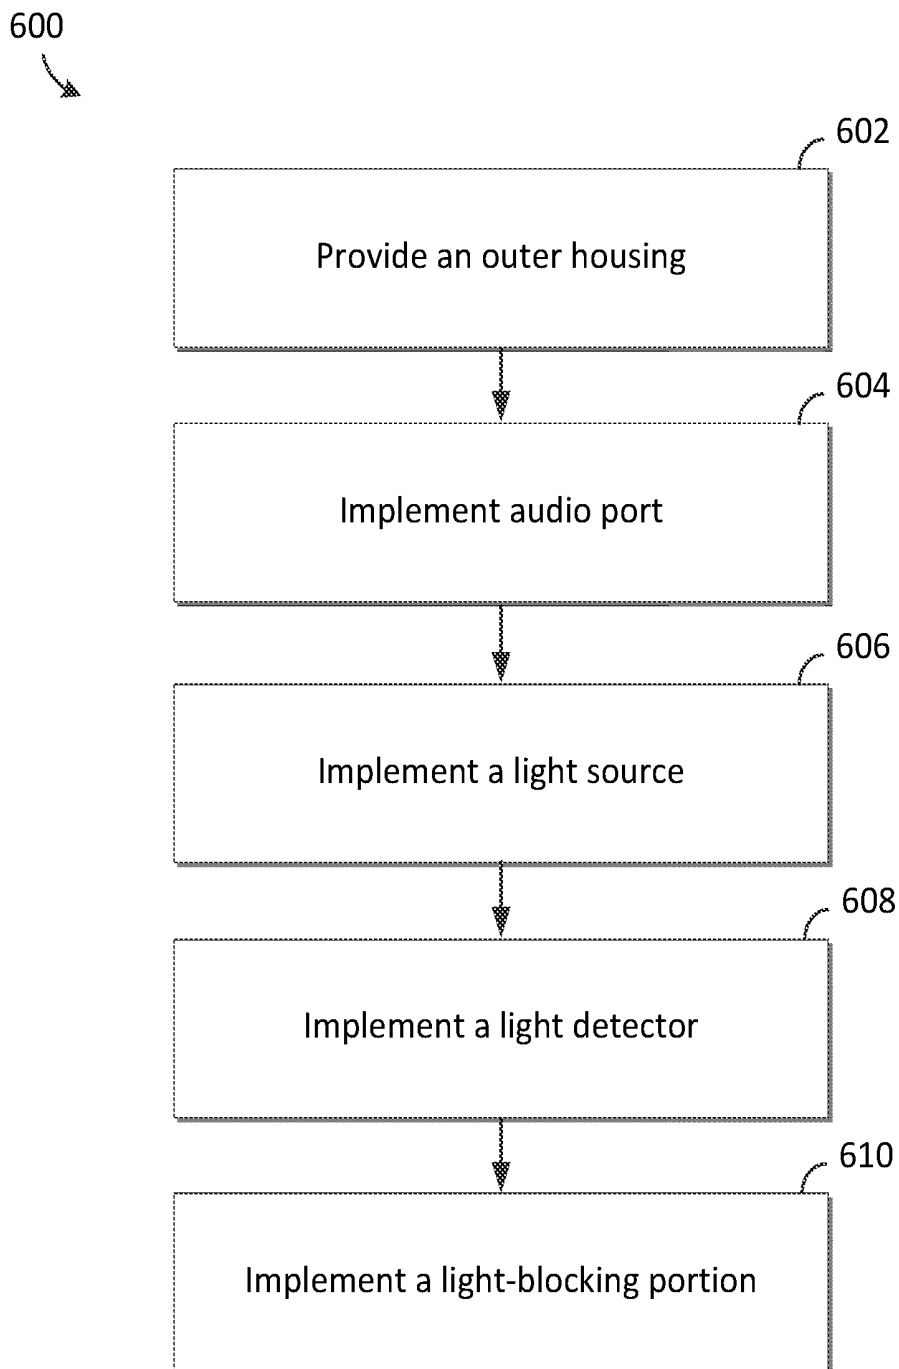 600
602
Provide an outer housing
604
Implement audio port
606
Implement a light source
608
Implement a light detector
610
Implement a light-blocking portion